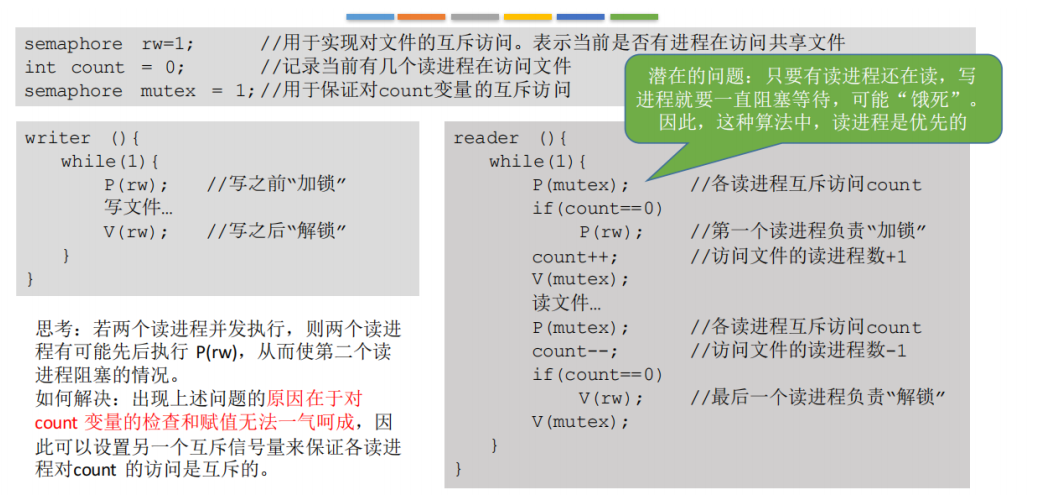 semaphore rw=1; //用于实现对文件的互斥访问。表示当前是否有进程在访问共享文件
int count = 0; //记录当前有几个读进程在访问文件
semaphore mutex = 1; //用于保证对count变量的互斥访问
潜在的问题：只要有读进程还在读，写
进程就要一直阻塞等待，可能“饿死”。
因此，这种算法中，读进程是优先的
writer (){
while(1){
P(rw); //写之前“加锁”
写文件…
V(rw); //写之后“解锁”
}
}
思考：若两个读进程并发执行，则两个读进
程有可能先后执行 P(rw)，从而使第二个读
进程阻塞的情况。
如何解决：出现上述问题的原因在于对
count 变量的检查和赋值无法一气呵成，因
此可以设置另一个互斥信号量来保证各读进
程对count 的访问是互斥的。
reader (){
while(1){
P(mutex); //各读进程互斥访问count
if(count==0)
P(rw); //第一个读进程负责“加锁”
count++; //访问文件的读进程数+1
V(mutex);
读文件…
P(mutex); //各读进程互斥访问count
count--; //访问文件的读进程数-1
if(count==0)
V(rw); //最后一个读进程负责“解锁”
V(mutex);
}
}